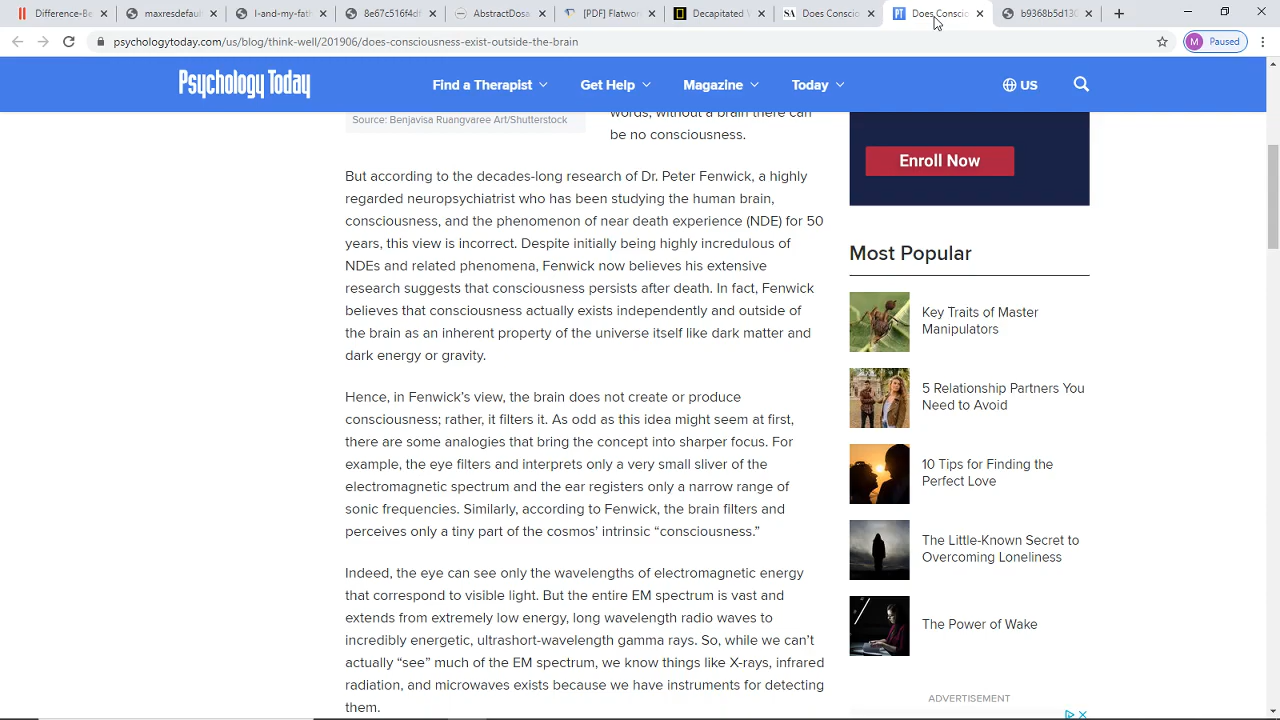 Difference-Be
maxresdefaul
I-and-my-fath
8e67c516f4df
AbstractDosa
[PDF] Flatwo
Decapitated W
SA Does Conscio
PT Does Conscio
b9368b5d13
psychologytoday.com/us/blog/think-well/201906/does-consciousness-exist-outside-the-brain
M Paused
Psychology Today
Find a Therapist
Get Help
Magazine
Today
US
Source: Benjavisa Ruangvaree Art/Shutterstock
words, without a brain there can
be no consciousness.
But according to the decades-long research of Dr. Peter Fenwick, a highly
regarded neuropsychiatrist who has been studying the human brain,
consciousness, and the phenomenon of near death experience (NDE) for 50
years, this view is incorrect. Despite initially being highly incredulous of
NDEs and related phenomena, Fenwick now believes his extensive
research suggests that consciousness persists after death. In fact, Fenwick
believes that consciousness actually exists independently and outside of
the brain as an inherent property of the universe itself like dark matter and
dark energy or gravity.
Hence, in Fenwick's view, the brain does not create or produce
consciousness; rather, it filters it. As odd as this idea might seem at first,
there are some analogies that bring the concept into sharper focus. For
example, the eye filters and interprets only a very small sliver of the
electromagnetic spectrum and the ear registers only a narrow range of
sonic frequencies. Similarly, according to Fenwick, the brain filters and
perceives only a tiny part of the cosmos' intrinsic “consciousness.”
Indeed, the eye can see only the wavelengths of electromagnetic energy
that correspond to visible light. But the entire EM spectrum is vast and
extends from extremely low energy, long wavelength radio waves to
incredibly energetic, ultrashort-wavelength gamma rays. So, while we can't
actually “see” much of the EM spectrum, we know things like X-rays, infrared
radiation, and microwaves exists because we have instruments for detecting
them.
Enroll Now
Most Popular
Key Traits of Master
Manipulators
5 Relationship Partners You
Need to Avoid
10 Tips for Finding the
Perfect Love
The Little-Known Secret to
Overcoming Loneliness
The Power of Wake
ADVERTISEMENT